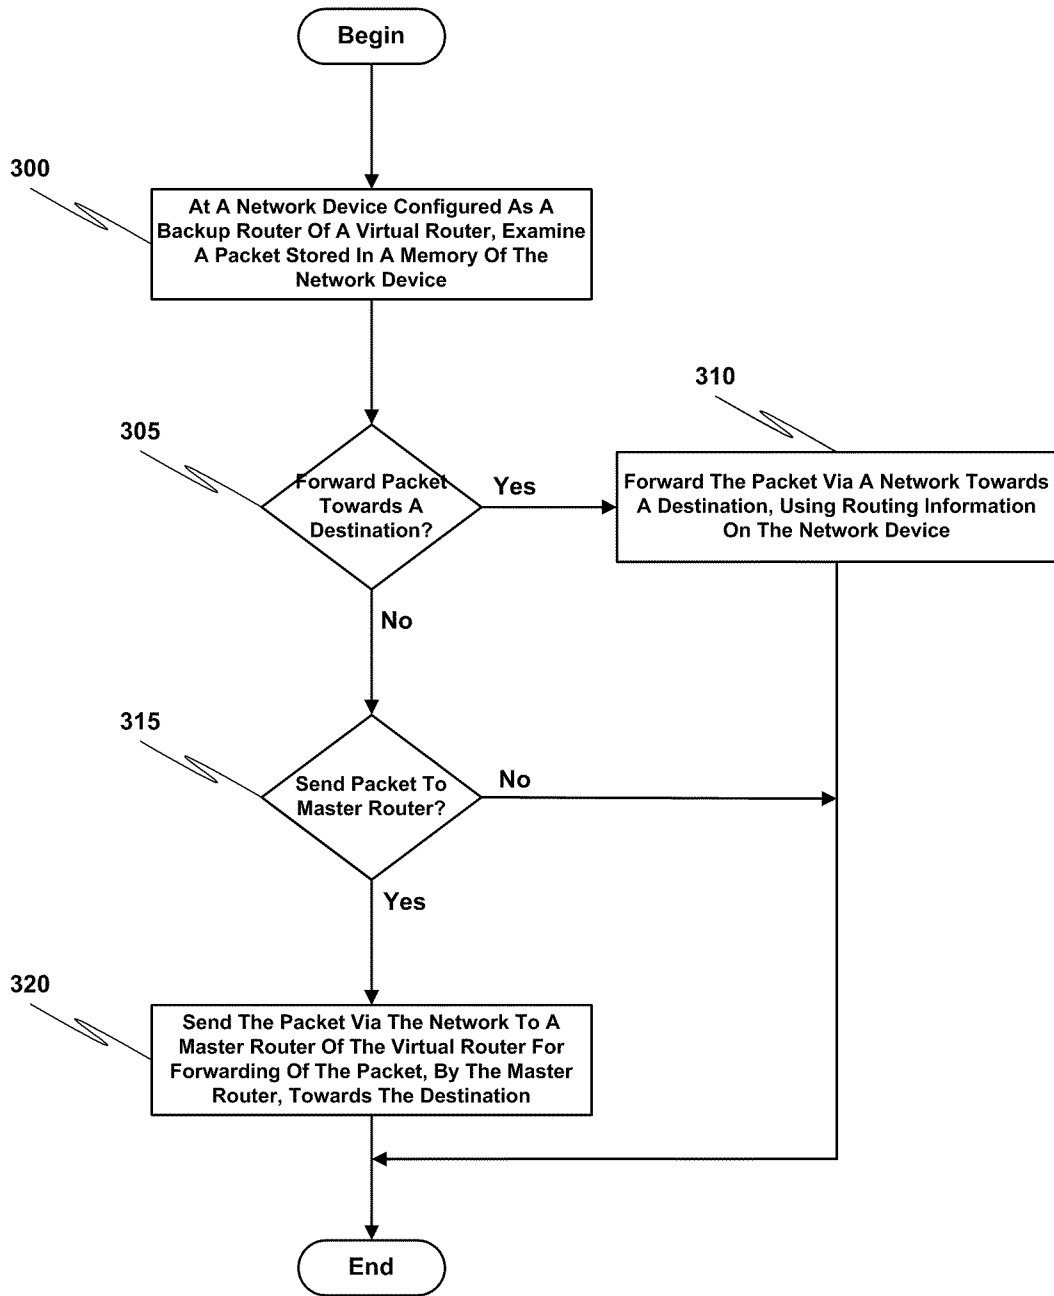 Begin
300
At A Network Device Configured As A
Backup Router Of A Virtual Router, Examine
A Packet Stored In A Memory Of The
Network Device
310
305
Forward Packet
Towards A
Destination?
Yes
Forward The Packet Via A Network Towards
A Destination, Using Routing Information
On The Network Device
No
315
Send Packet To
Master Router?
No
Yes
320
Send The Packet Via The Network To A
Master Router Of The Virtual Router For
Forwarding Of The Packet, By The Master
Router, Towards The Destination
End